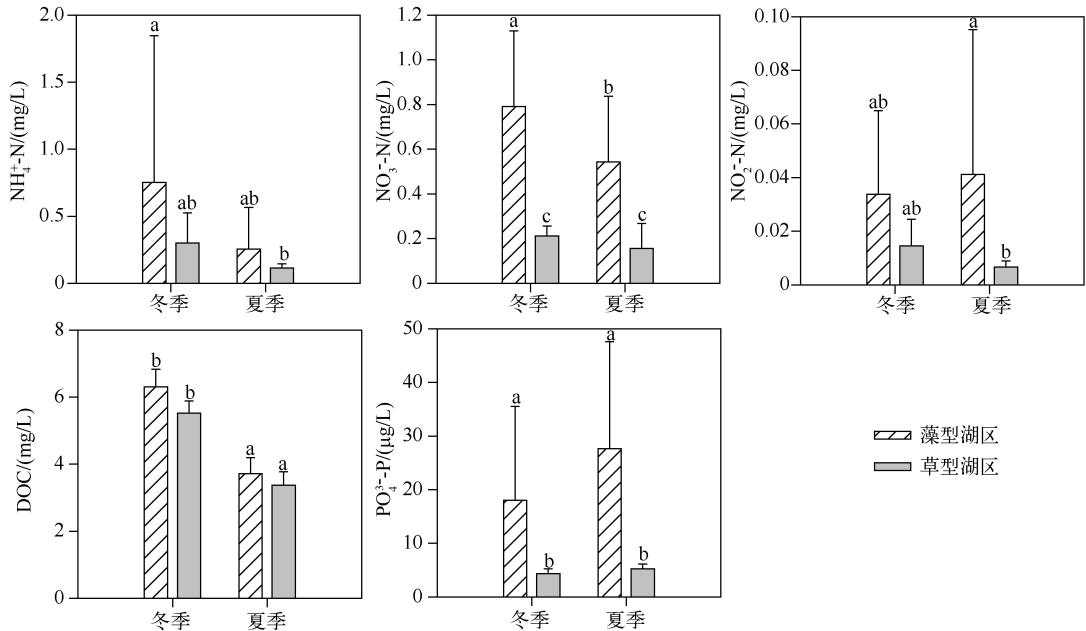 2.0
1.5
1.0
0.5
0
NH₄⁺-N/(mg/L)
a
ab
ab
b
冬季
夏季
1.2
1.0
0.8
0.6
0.4
0.2
0
NO₃⁻-N/(mg/L)
a
c
b
c
冬季
夏季
0.10
0.08
0.06
0.04
0.02
0
NO₂⁻-N/(mg/L)
ab
ab
a
b
冬季
夏季
8
6
4
2
0
DOC/(mg/L)
b
b
a
a
冬季
夏季
50
40
30
20
10
0
PO₄³⁻-P/(μg/L)
a
b
a
b
冬季
夏季
藻型湖区
草型湖区